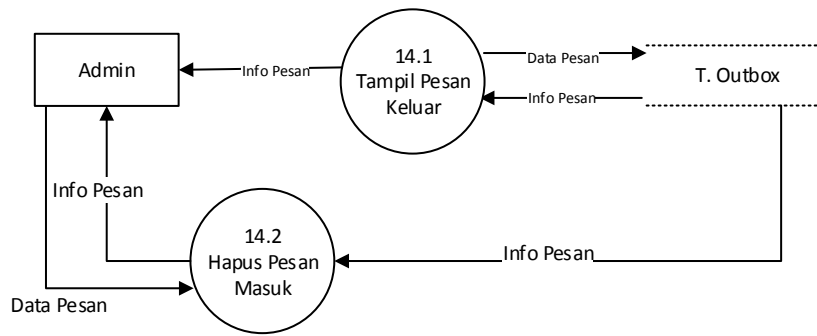 Admin
Info Pesan
14.1
Tampil Pesan
Keluar
Data Pesan
Info Pesan
T. Outbox
Info Pesan
14.2
Hapus Pesan
Masuk
Info Pesan
Data Pesan